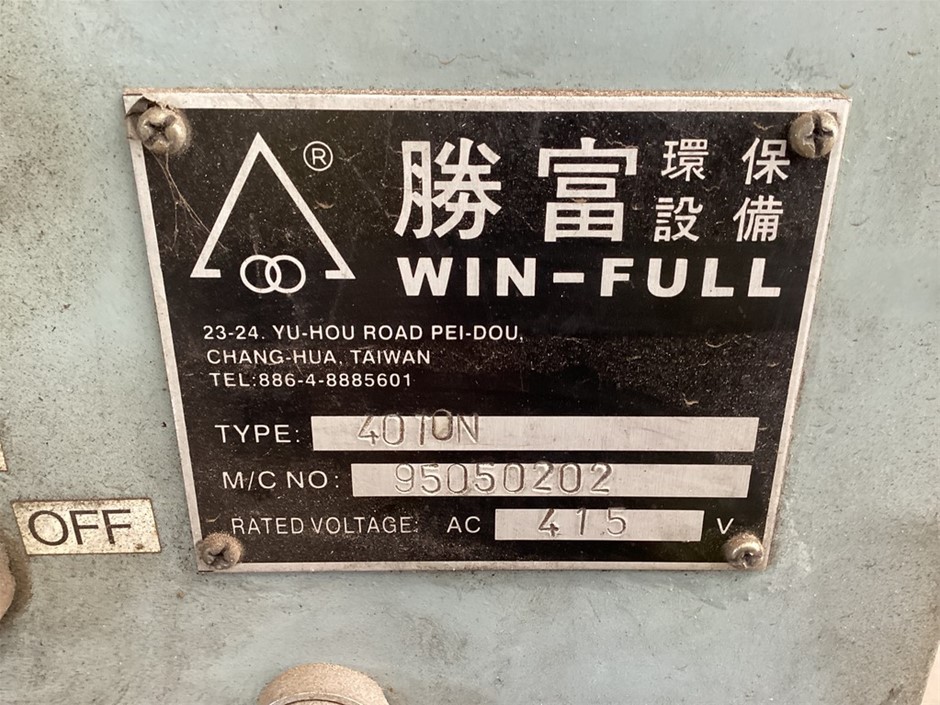 ®
勝富 環保設備
WIN-FULL
23-24. YU-HOU ROAD PEI-DOU,
CHANG-HUA, TAIWAN
TEL:886-4-8885601
TYPE: 4010N
M/C NO: 95050202
RATED VOLTAGE: AC 415 V
OFF